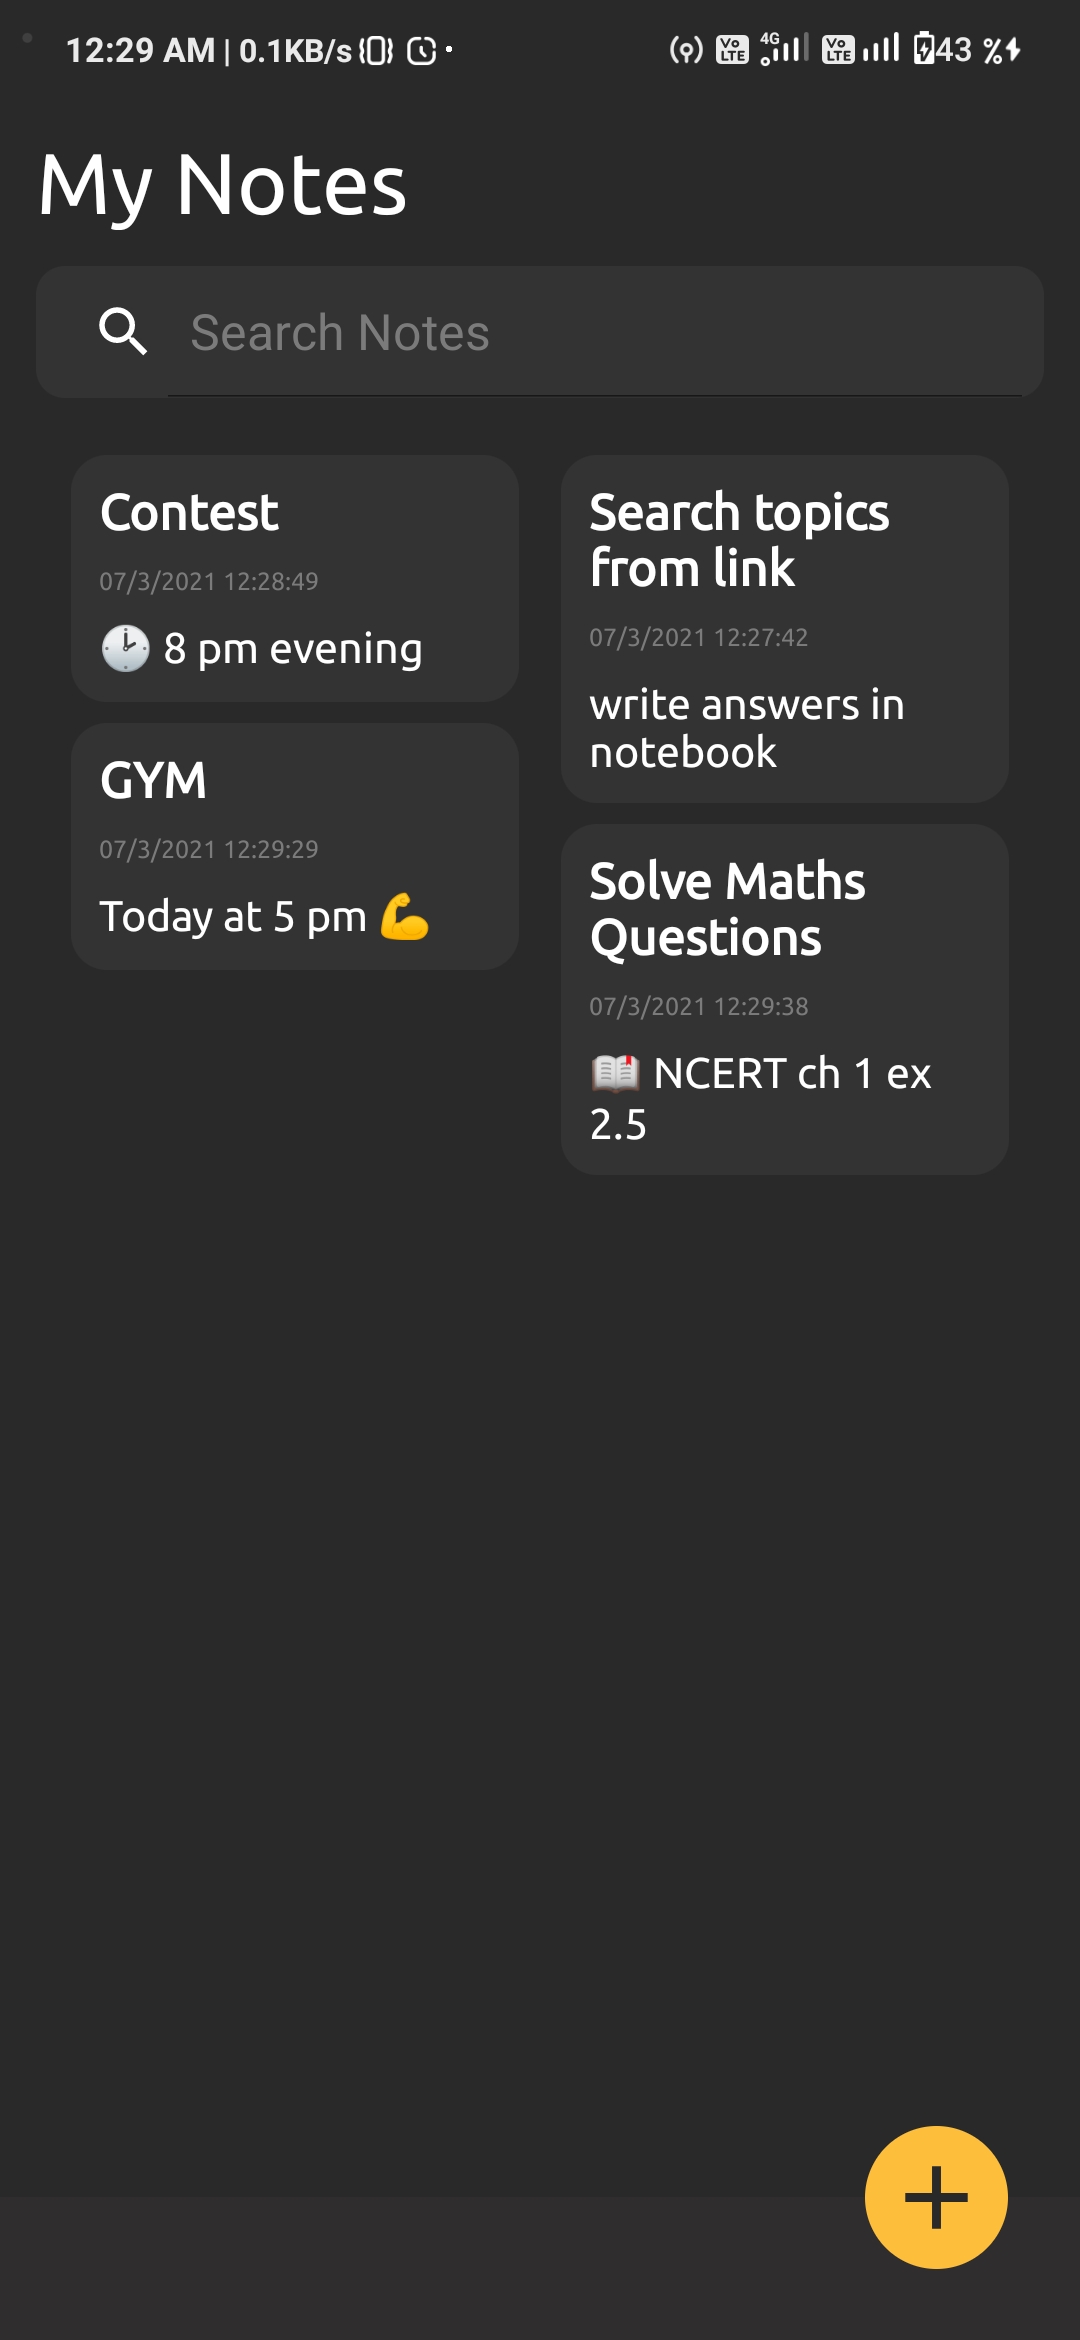 12:29 AM | 0.1KB/s
Vo LTE 4G Vo LTE 43 %
My Notes
Search Notes
Contest
07/3/2021 12:28:49
🕑 8 pm evening
GYM
07/3/2021 12:29:29
Today at 5 pm 💪
Search topics
from link
07/3/2021 12:27:42
write answers in
notebook
Solve Maths
Questions
07/3/2021 12:29:38
📖 NCERT ch 1 ex
2.5